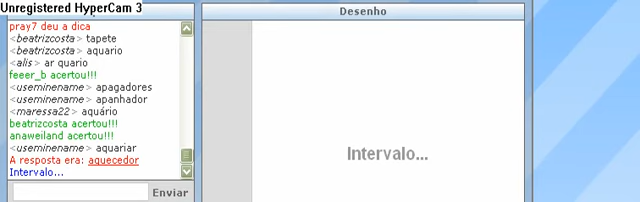 Unregistered HyperCam 3
Desenho
pray7 deu a dica
<beatrizcosta> tapete
<beatrizcosta> aquario
<alis> ar quario
feeer_b acertou!!!
<useminename> apagadores
<useminename> apanhador
<maressa22> aquário
beatrizcosta acertou!!!
anaweiland acertou!!!
<useminename> aquariar
A resposta era: aquecedor
Intervalo...
Enviar
Intervalo...